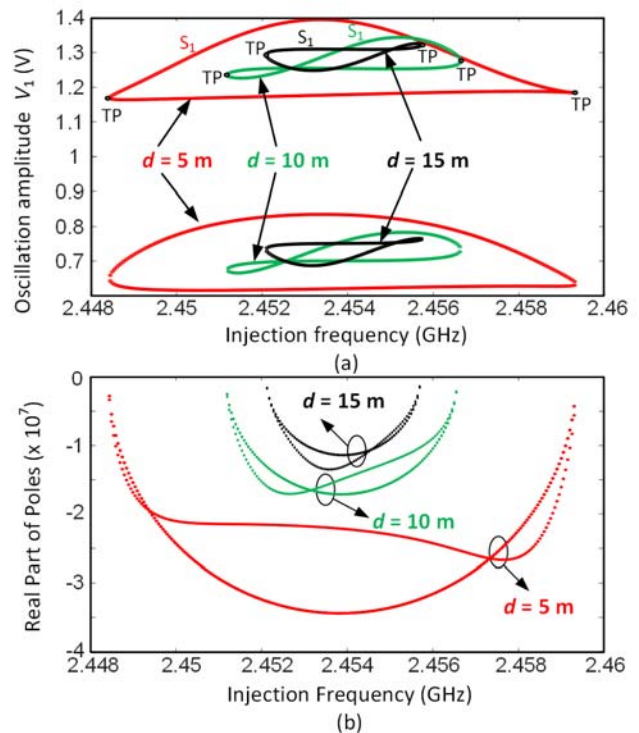 1.4
1.3
1.2
1.1
1
0.9
0.8
0.7
Oscillation amplitude V₁ (V)
S₁
TP
S₁
S₁
TP
TP
TP
TP
TP
d = 5 m
d = 10 m
d = 15 m
2.448
2.45
2.452
2.454
2.456
2.458
2.46
Injection frequency (GHz)
(a)
0
-1
-2
-3
-4
Real Part of Poles (x 10⁷)
d = 15 m
d = 10 m
d = 5 m
2.448
2.45
2.452
2.454
2.456
2.458
2.46
Injection Frequency (GHz)
(b)